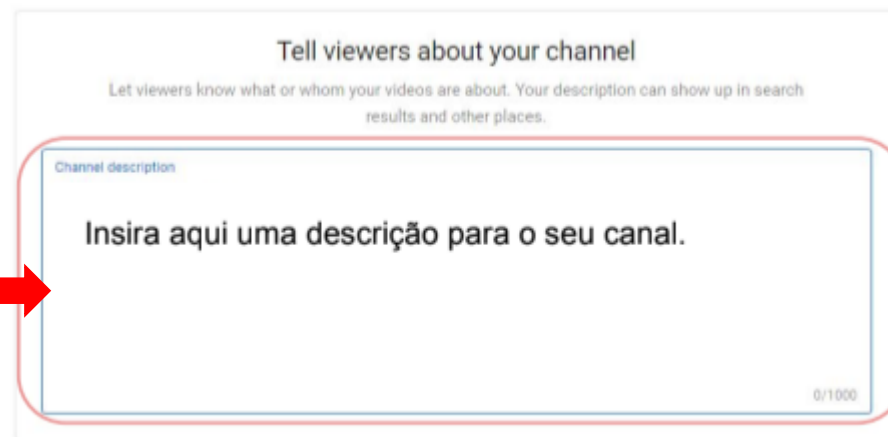 Tell viewers about your channel
Let viewers know what or whom your videos are about. Your description can show up in search
results and other places.
Channel description
Insira aqui uma descrição para o seu canal.
0/1000